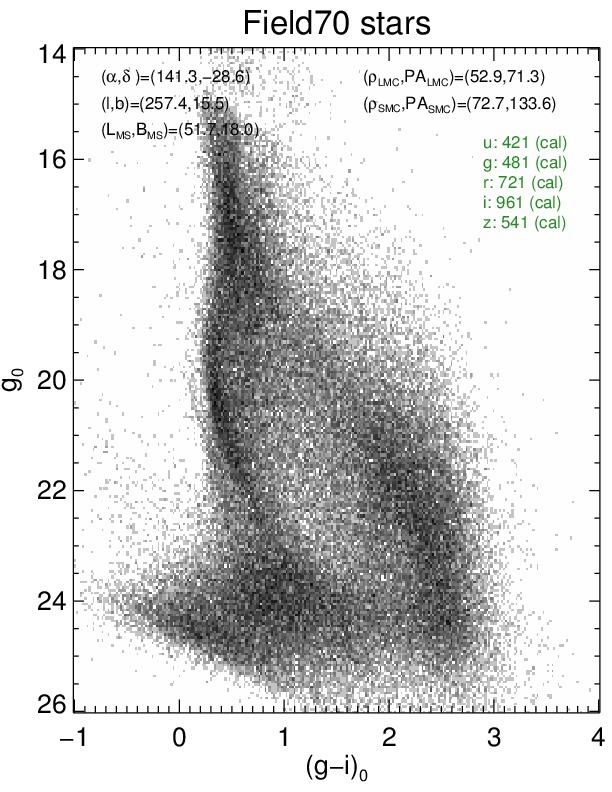 Field70 stars
(α,δ )=(141.3,−28.6)
(ρLMC,PALMC)=(52.9,71.3)
(l,b)=(257.4,15.5)
(ρSMC,PASMC)=(72.7,133.6)
(LMS,BMS)=(51.7,18.0)
u: 421 (cal)
g: 481 (cal)
r: 721 (cal)
i: 961 (cal)
z: 541 (cal)
14
16
18
20
22
24
26
g0
−1 0 1 2 3 4
(g−i)0